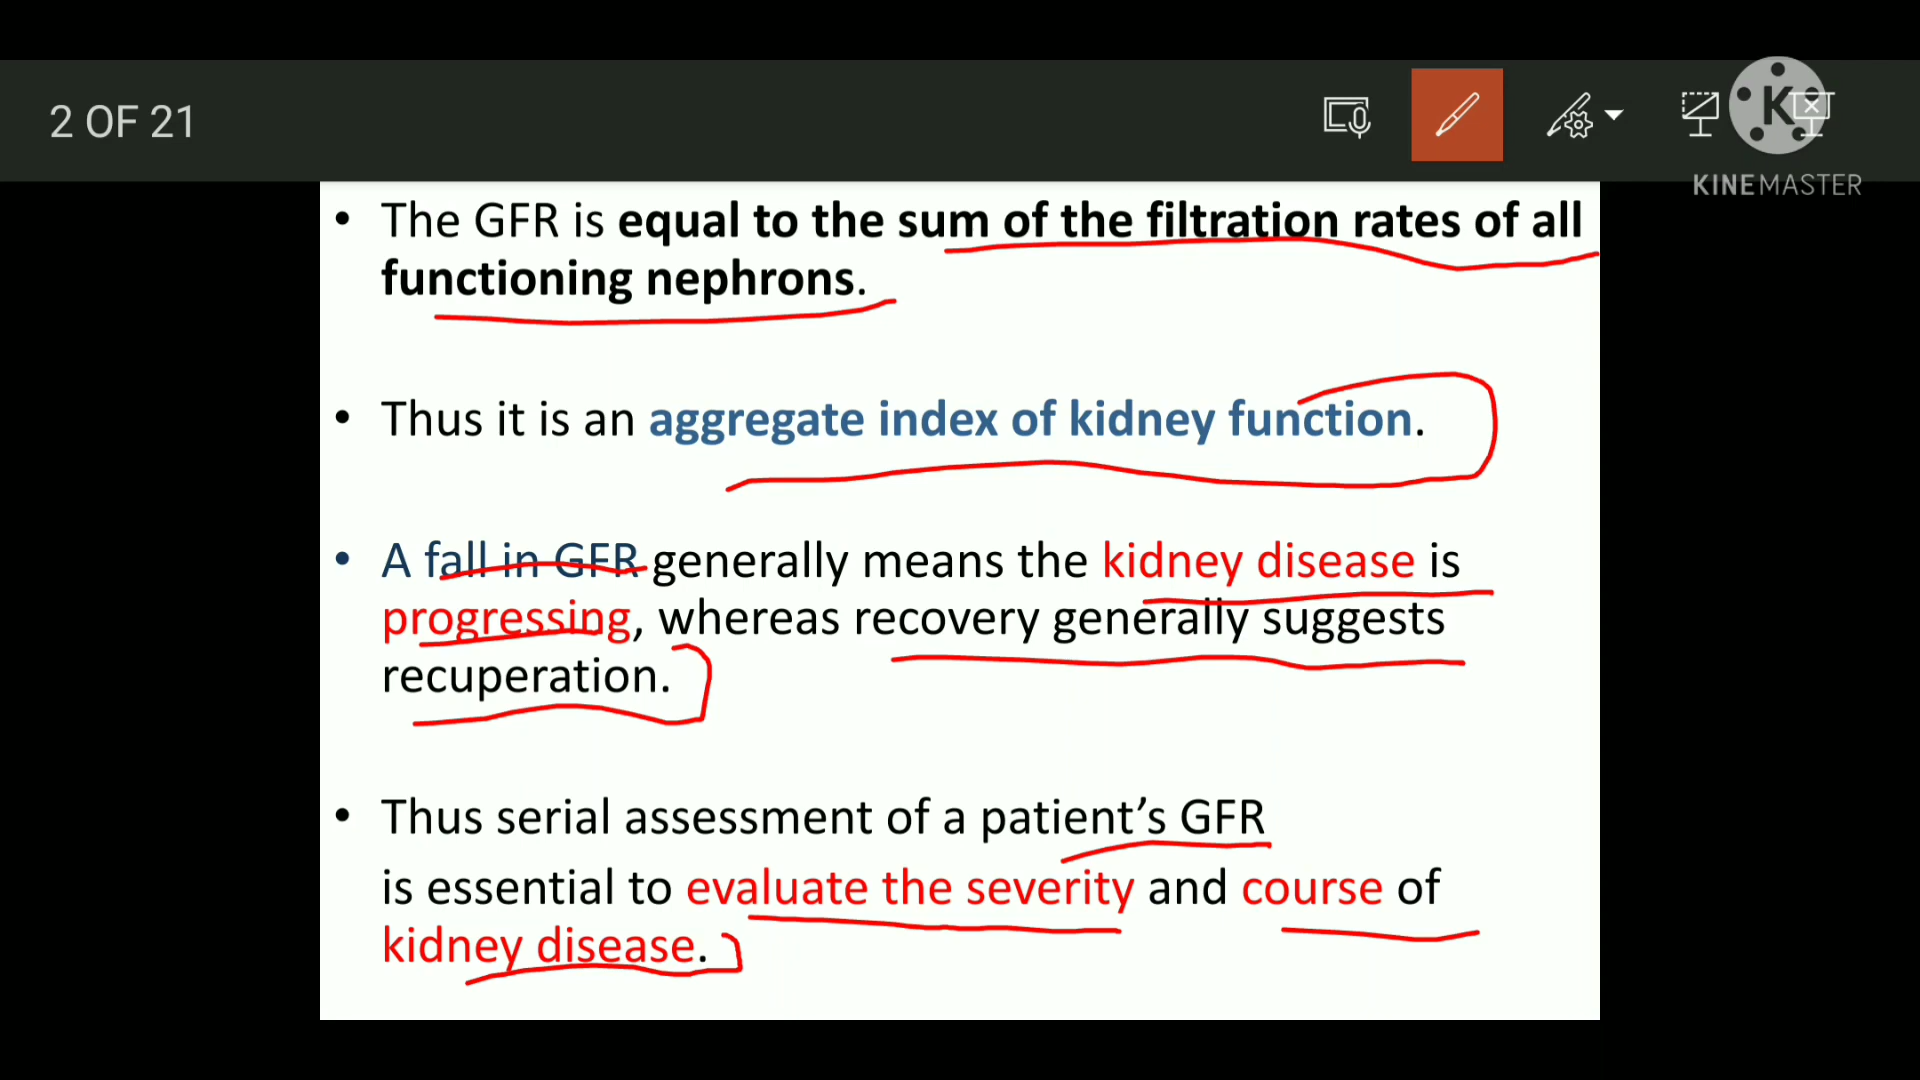 2 OF 21
K
KINEMASTER
• The GFR is equal to the sum of the filtration rates of all
functioning nephrons.
• Thus it is an aggregate index of kidney function.
• A fall in GFR generally means the kidney disease is
progressing, whereas recovery generally suggests
recuperation.
• Thus serial assessment of a patient’s GFR
is essential to evaluate the severity and course of
kidney disease.